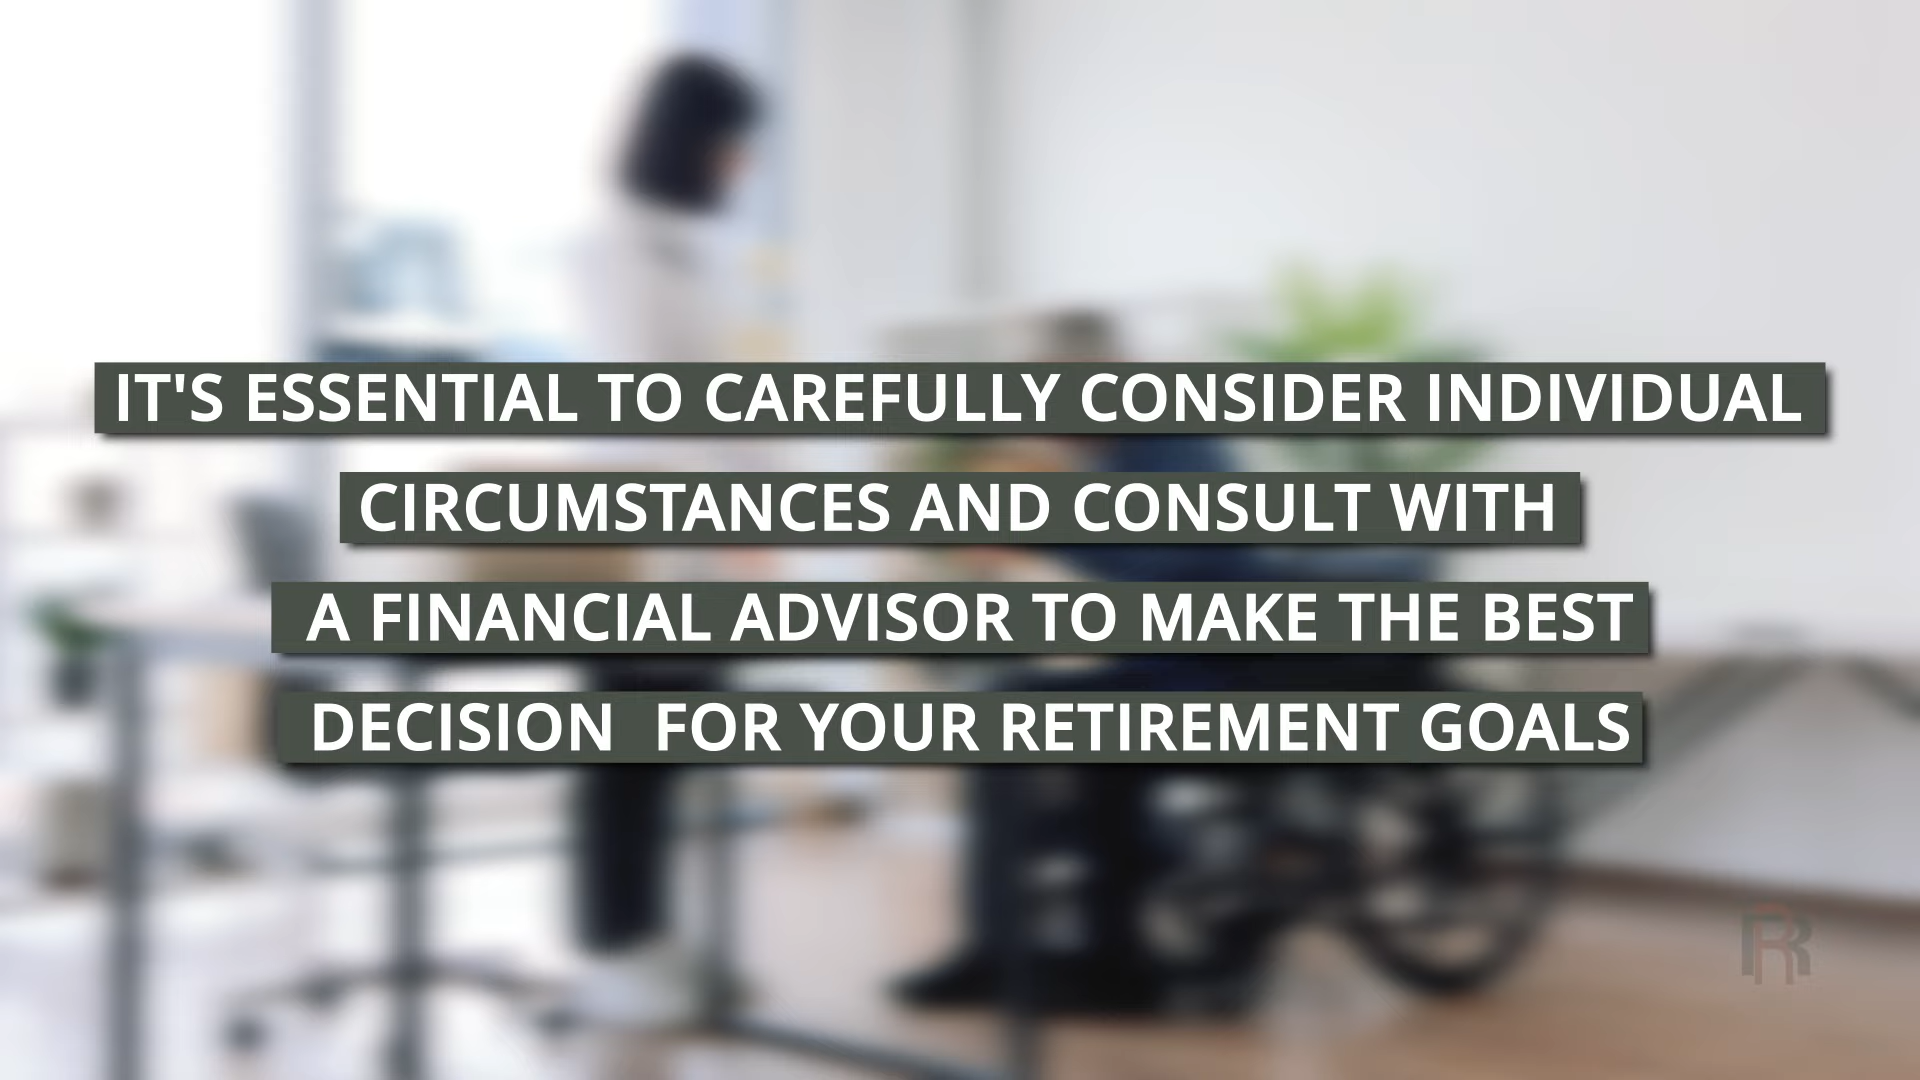 IT'S ESSENTIAL TO CAREFULLY CONSIDER INDIVIDUAL
CIRCUMSTANCES AND CONSULT WITH
A FINANCIAL ADVISOR TO MAKE THE BEST
DECISION  FOR YOUR RETIREMENT GOALS